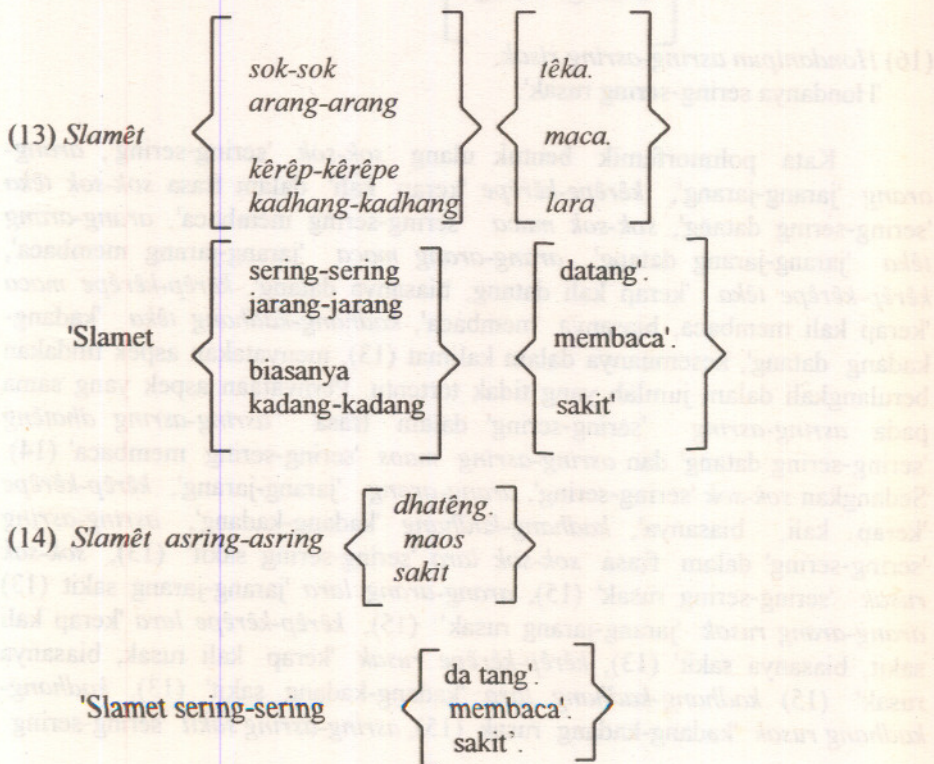 sok-sok têka.
arang-arang
(13) Slamêt maca.
kêrêp-kêrêpe
kadhang-kadhang lara
sering-sering datang'.
jarang-jarang
'Slamet membaca'.
biasanya
kadang-kadang sakit'
dhatêng.
(14) Slamêt asring-asring maos
sakit
da tang'.
'Slamet sering-sering membaca'.
sakit'.